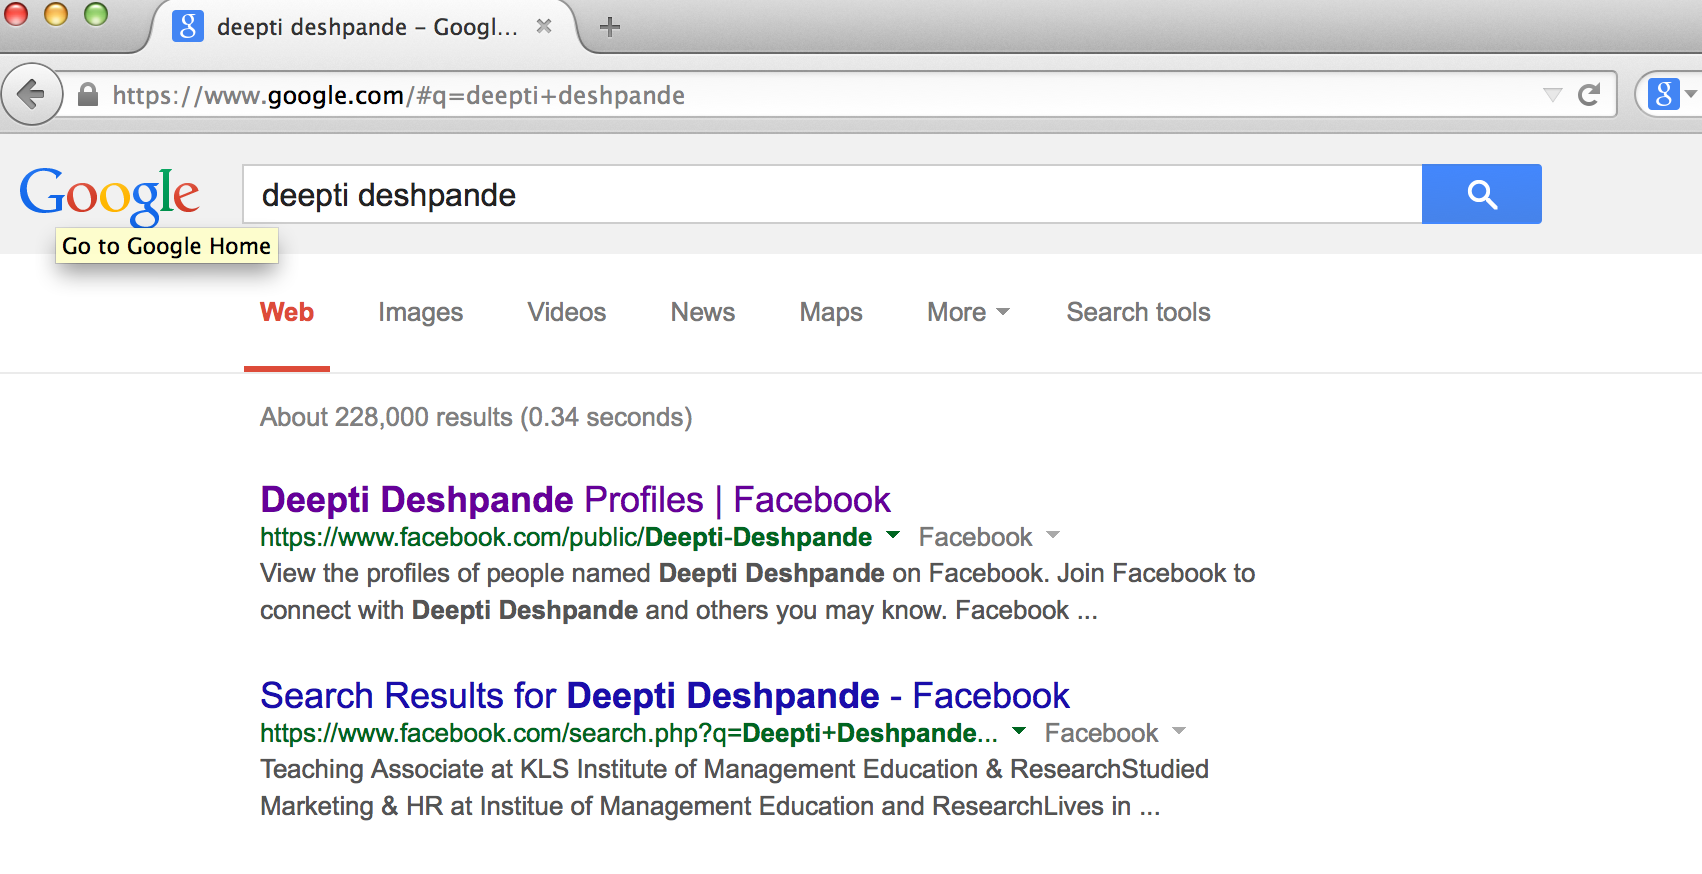 deepti deshpande – Googl...
https://www.google.com/#q=deepti+deshpande
Google
deepti deshpande
Go to Google Home
Web Images Videos News Maps More Search tools
About 228,000 results (0.34 seconds)
Deepti Deshpande Profiles | Facebook
https://www.facebook.com/public/Deepti-Deshpande Facebook
View the profiles of people named Deepti Deshpande on Facebook. Join Facebook to
connect with Deepti Deshpande and others you may know. Facebook ...
Search Results for Deepti Deshpande - Facebook
https://www.facebook.com/search.php?q=Deepti+Deshpande... Facebook
Teaching Associate at KLS Institute of Management Education & ResearchStudied
Marketing & HR at Institue of Management Education and ResearchLives in ...